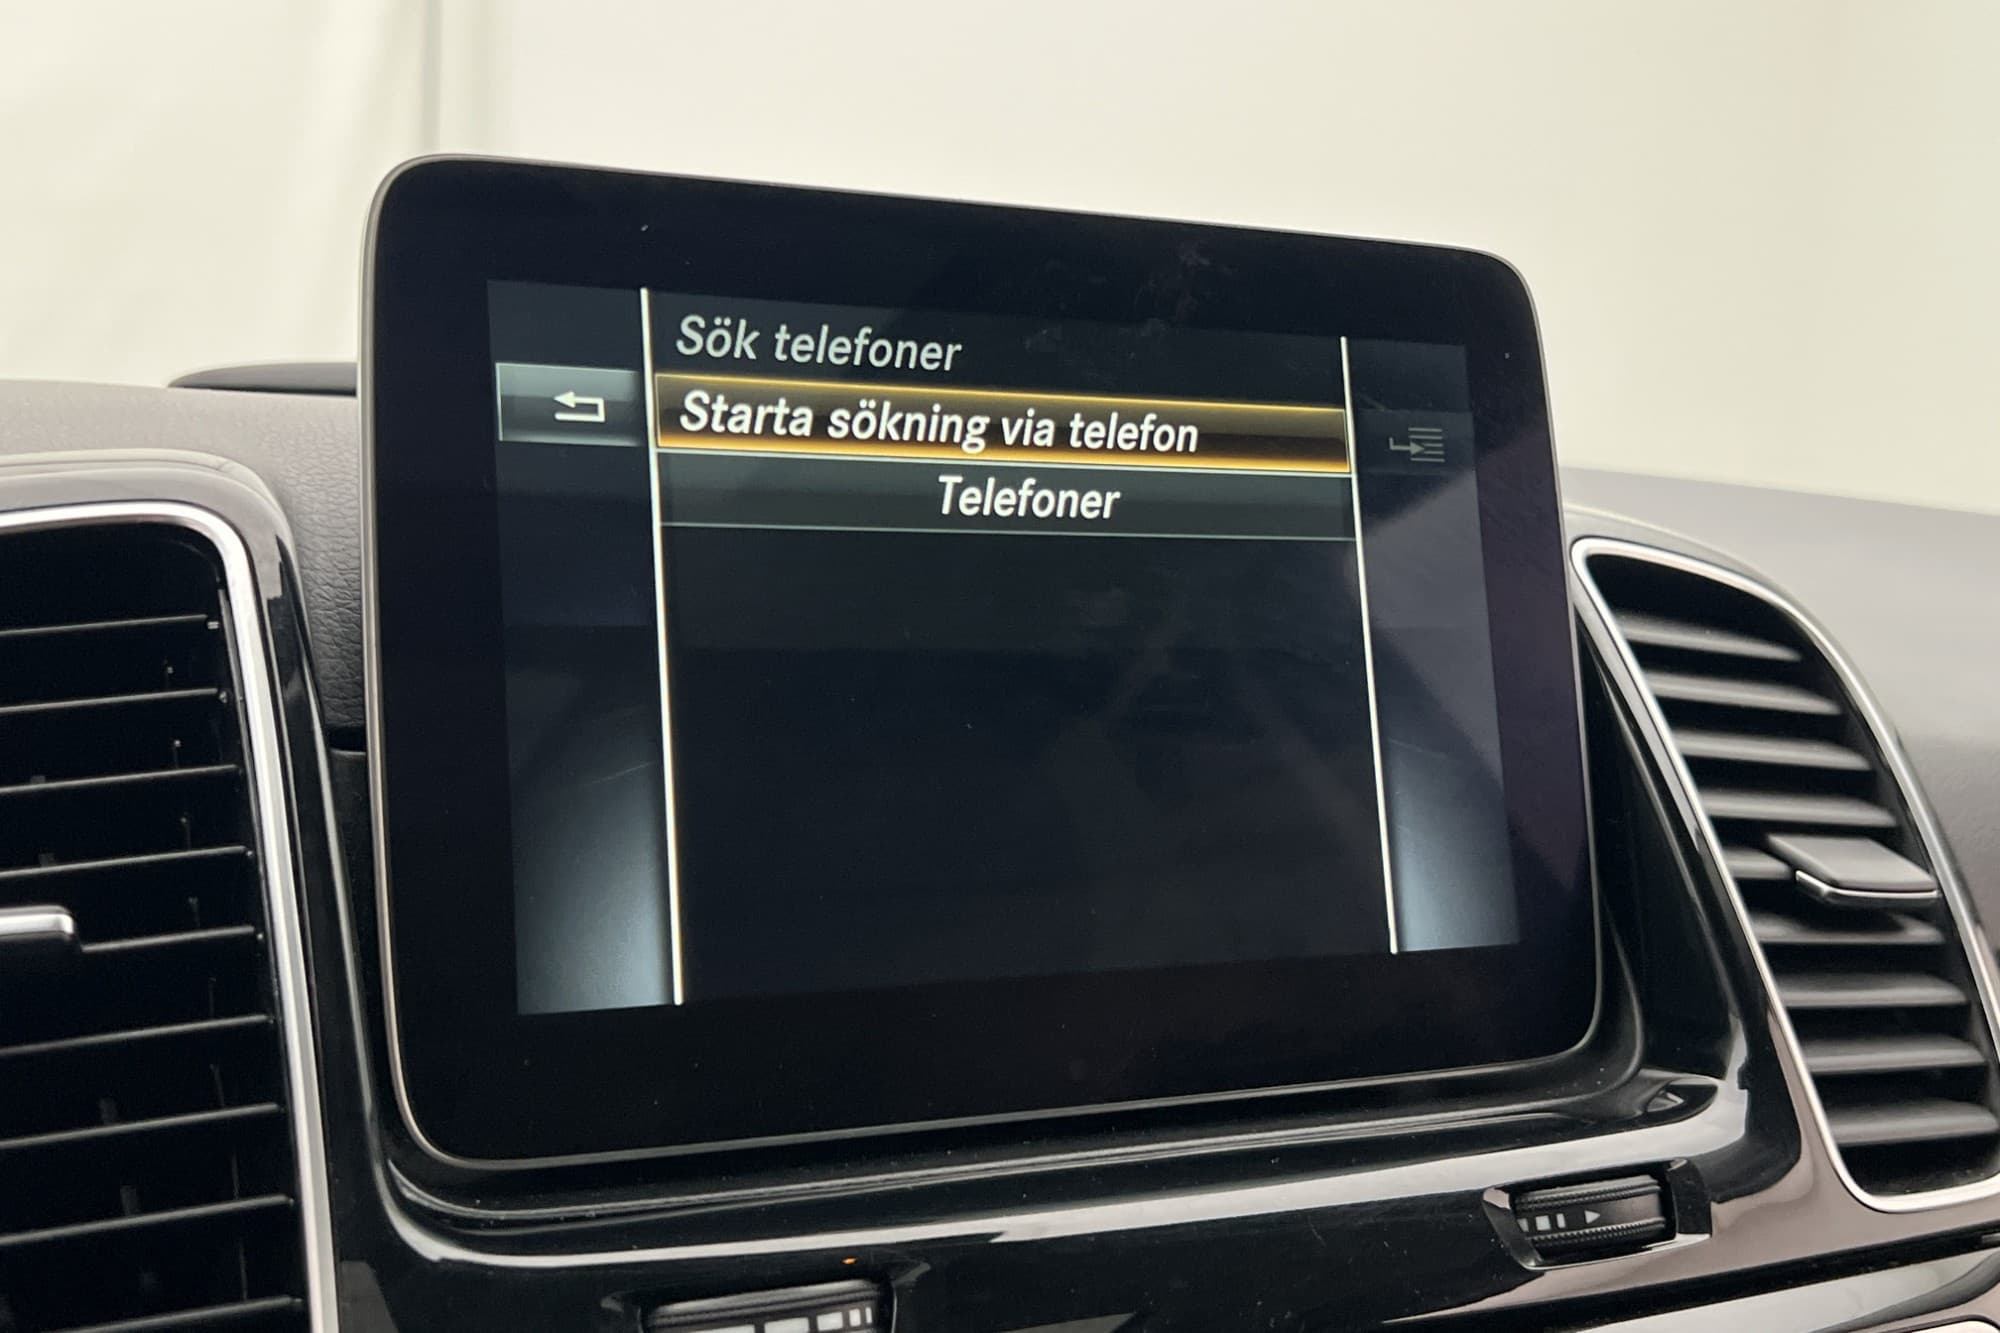 Sök telefoner
Starta sökning via telefon
Telefoner